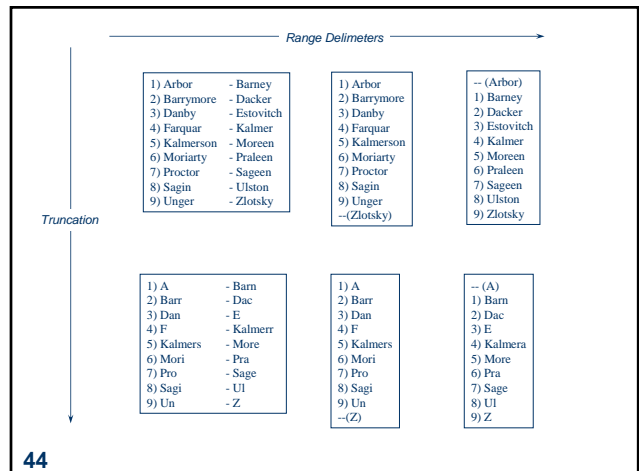 Range Delimeters
Truncation
1) Arbor - Barney
2) Barrymore - Dacker
3) Danby - Estovitch
4) Farquar - Kalmer
5) Kalmerson - Moreen
6) Moriarty - Praleen
7) Proctor - Sageen
8) Sagin - Ulston
9) Unger - Zlotsky
1) Arbor
2) Barrymore
3) Danby
4) Farquar
5) Kalmerson
6) Moriarty
7) Proctor
8) Sagin
9) Unger
--(Zlotsky)
-- (Arbor)
1) Barney
2) Dacker
3) Estovitch
4) Kalmer
5) Moreen
6) Praleen
7) Sageen
8) Ulston
9) Zlotsky
1) A - Barn
2) Barr - Dac
3) Dan - E
4) F - Kalmerr
5) Kalmers - More
6) Mori - Pra
7) Pro - Sage
8) Sagi - Ul
9) Un - Z
1) A
2) Barr
3) Dan
4) F
5) Kalmers
6) Mori
7) Pro
8) Sagi
9) Un
--(Z)
-- (A)
1) Barn
2) Dac
3) E
4) Kalmera
5) More
6) Pra
7) Sage
8) Ul
9) Z
44